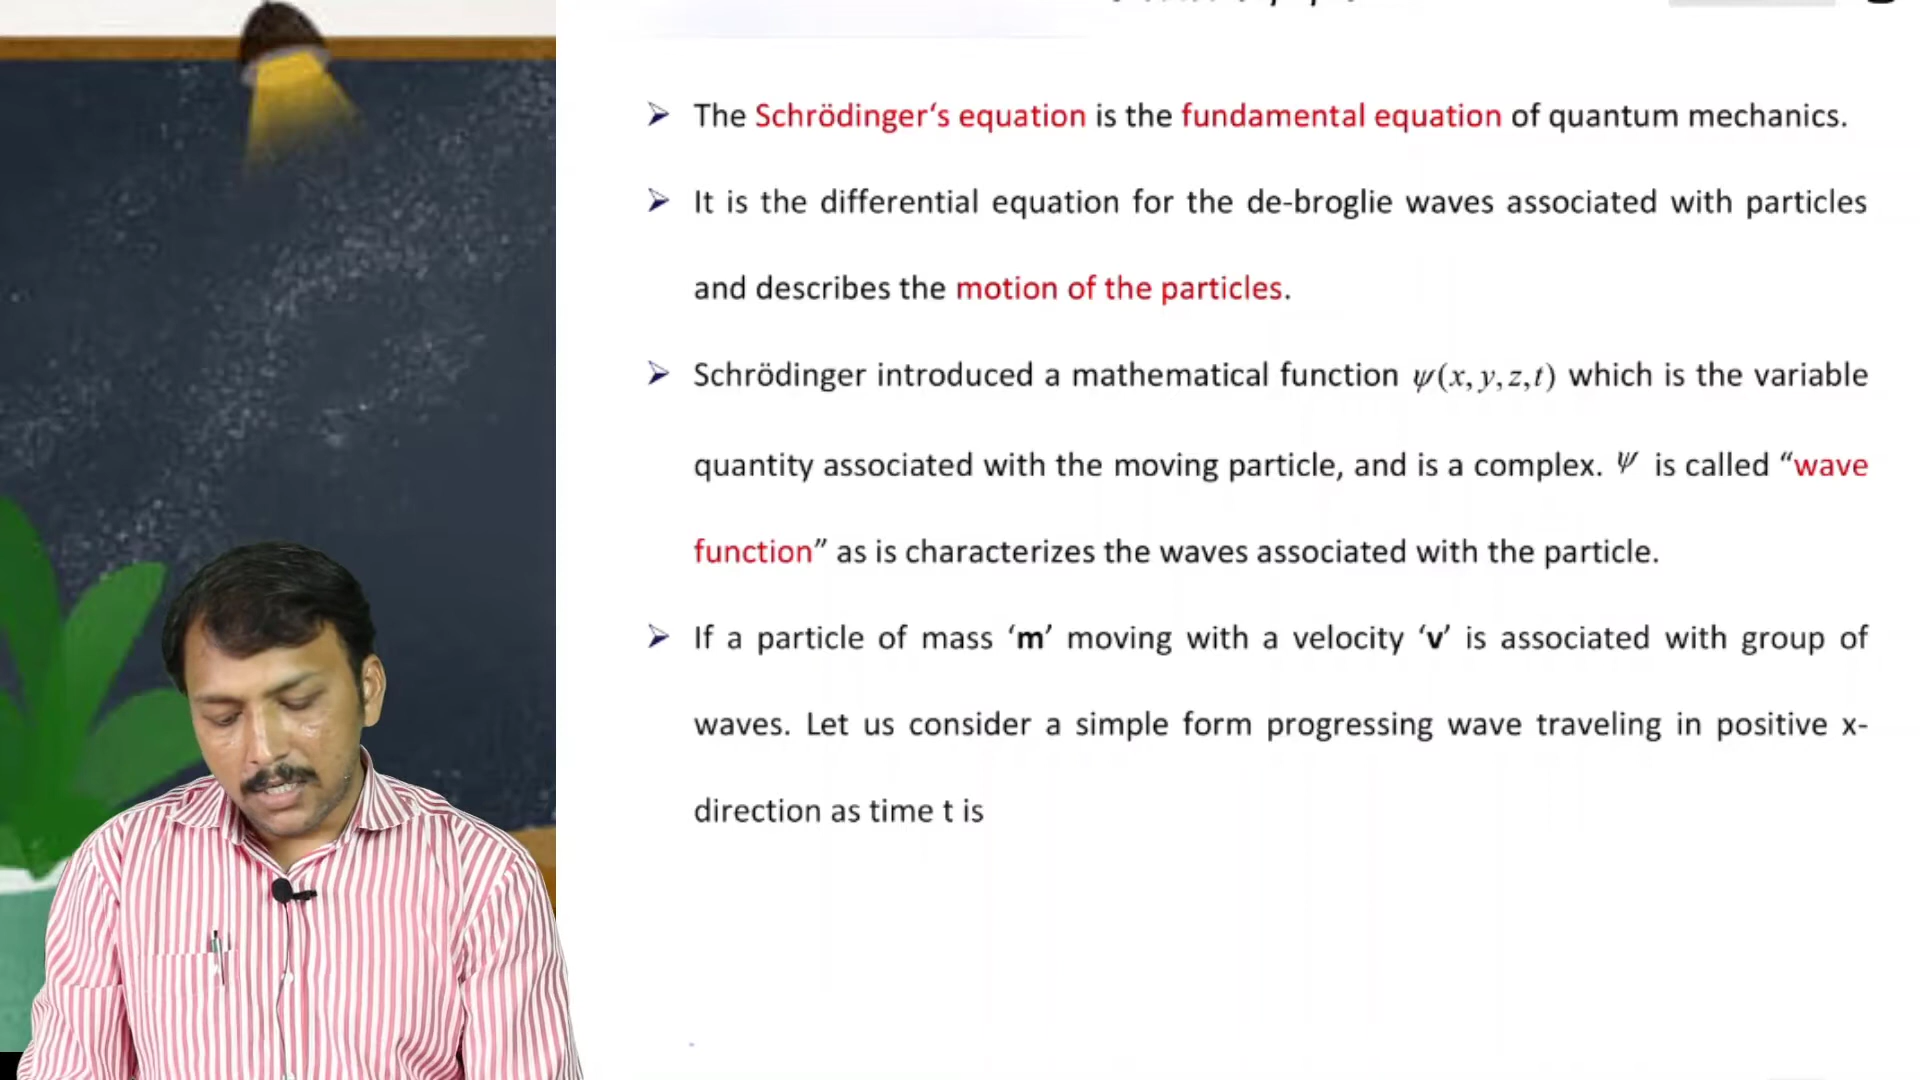 The Schrödinger‘s equation is the fundamental equation of quantum mechanics.
It is the differential equation for the de-broglie waves associated with particles
and describes the motion of the particles.
Schrödinger introduced a mathematical function ψ(x, y, z,t) which is the variable
quantity associated with the moving particle, and is a complex. ψ is called “wave
function” as is characterizes the waves associated with the particle.
If a particle of mass ‘m’ moving with a velocity ‘v’ is associated with group of
waves. Let us consider a simple form progressing wave traveling in positive x-
direction as time t is